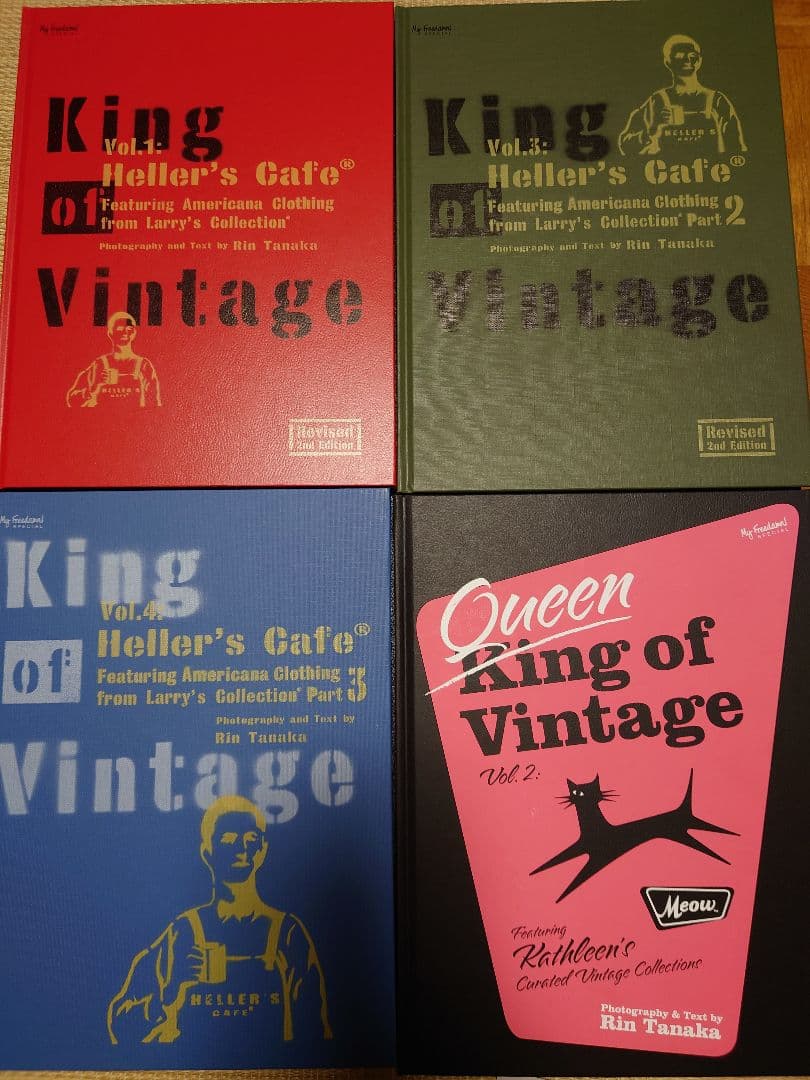 My Freedamn!
SPECIAL
King
Vol.1:
Heller's Cafe®
of
Featuring Americana Clothing
from Larry's Collection®
Photography and Text by Rin Tanaka
Vintage
HELLER'S
CAFE®
Revised
2nd Edition
My Freedamn!
SPECIAL
King
HELLER'S
CAFE®
Vol.3:
Heller's Cafe®
of
Featuring Americana Clothing
from Larry's Collection® Part 2
Photography and Text by Rin Tanaka
Vintage
Revised
2nd Edition
My Freedamn!
SPECIAL
King
Vol.4:
Heller's Cafe®
of
Featuring Americana Clothing
from Larry's Collection® Part 3
Photography and Text by
Rin Tanaka
Vintage
HELLER'S
CAFE®
My Freedamn!
SPECIAL
Queen
King of
Vintage
Vol. 2:
Meow™
Featuring
Kathleen's
Curated Vintage Collections
Photography & Text by
Rin Tanaka